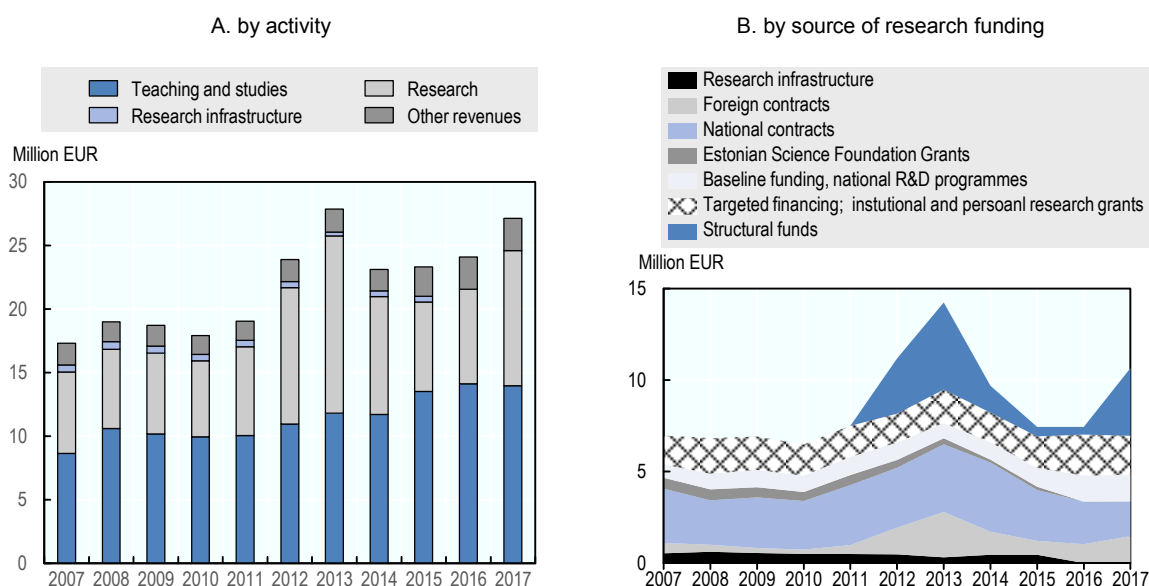 A. by activity
Teaching and studies
Research
Research infrastructure
Other revenues
Million EUR
30
25
20
15
10
5
0
2007 2008 2009 2010 2011 2012 2013 2014 2015 2016 2017
B. by source of research funding
Research infrastructure
Foreign contracts
National contracts
Estonian Science Foundation Grants
Baseline funding, national R&D programmes
Targeted financing; instutional and persoanl research grants
Structural funds
Million EUR
15
10
5
0
2007 2008 2009 2010 2011 2012 2013 2014 2015 2016 2017